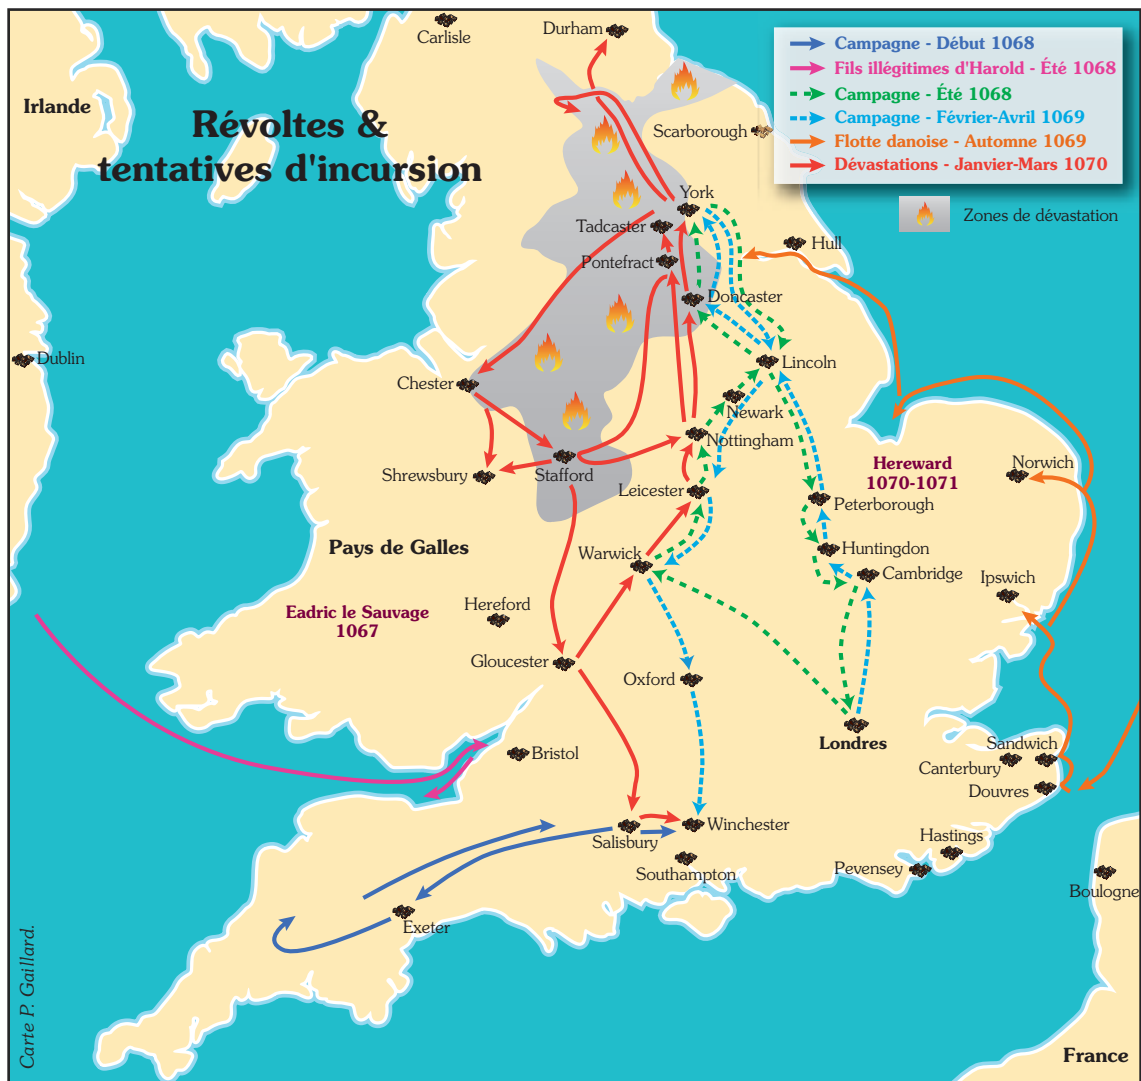 Durham
Carlisle
Campagne - Début 1068
Fils illégitimes d'Harold - Été 1068
Campagne - Été 1068
Campagne - Février-Avril 1069
Flotte danoise - Automne 1069
Dévastations - Janvier-Mars 1070
Zones de dévastation
Irlande
Révoltes &
tentatives d'incursion
Scarborough
York
Tadcaster
Hull
Pontefract
Doncaster
Dublin
Lincoln
Chester
Newark
Nottingham
Hereward
1070-1071
Norwich
Shrewsbury
Stafford
Leicester
Peterborough
Pays de Galles
Warwick
Huntingdon
Cambridge
Ipswich
Eadric le Sauvage
1067
Hereford
Gloucester
Oxford
Londres
Sandwich
Bristol
Canterbury
Douvres
Winchester
Salisbury
Hastings
Southampton
Pevensey
Boulogne
Exeter
Carte P. Gaillard.
France